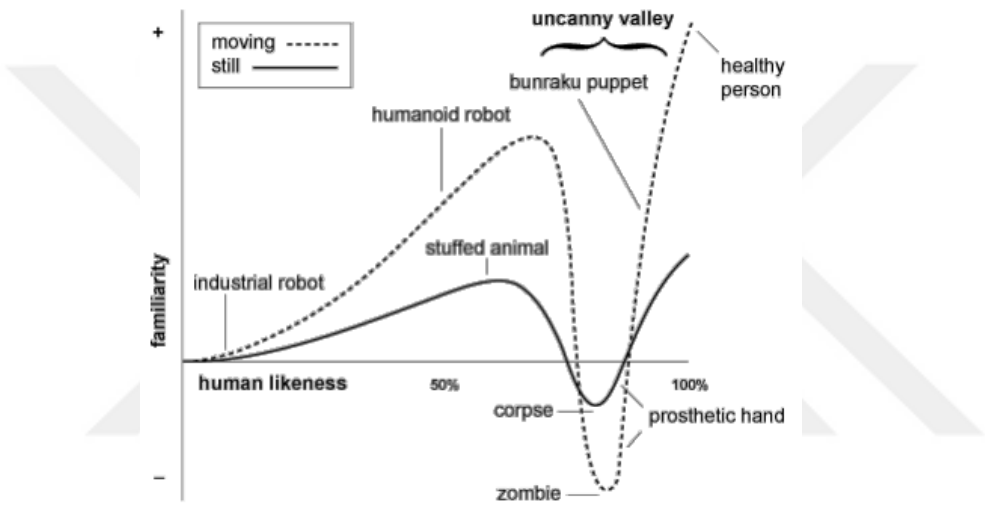 uncanny valley
+
moving
still
bunraku puppet
healthy
person
humanoid robot
stuffed animal
industrial robot
familiarity
human likeness
50%
100%
corpse
prosthetic hand
–
zombie